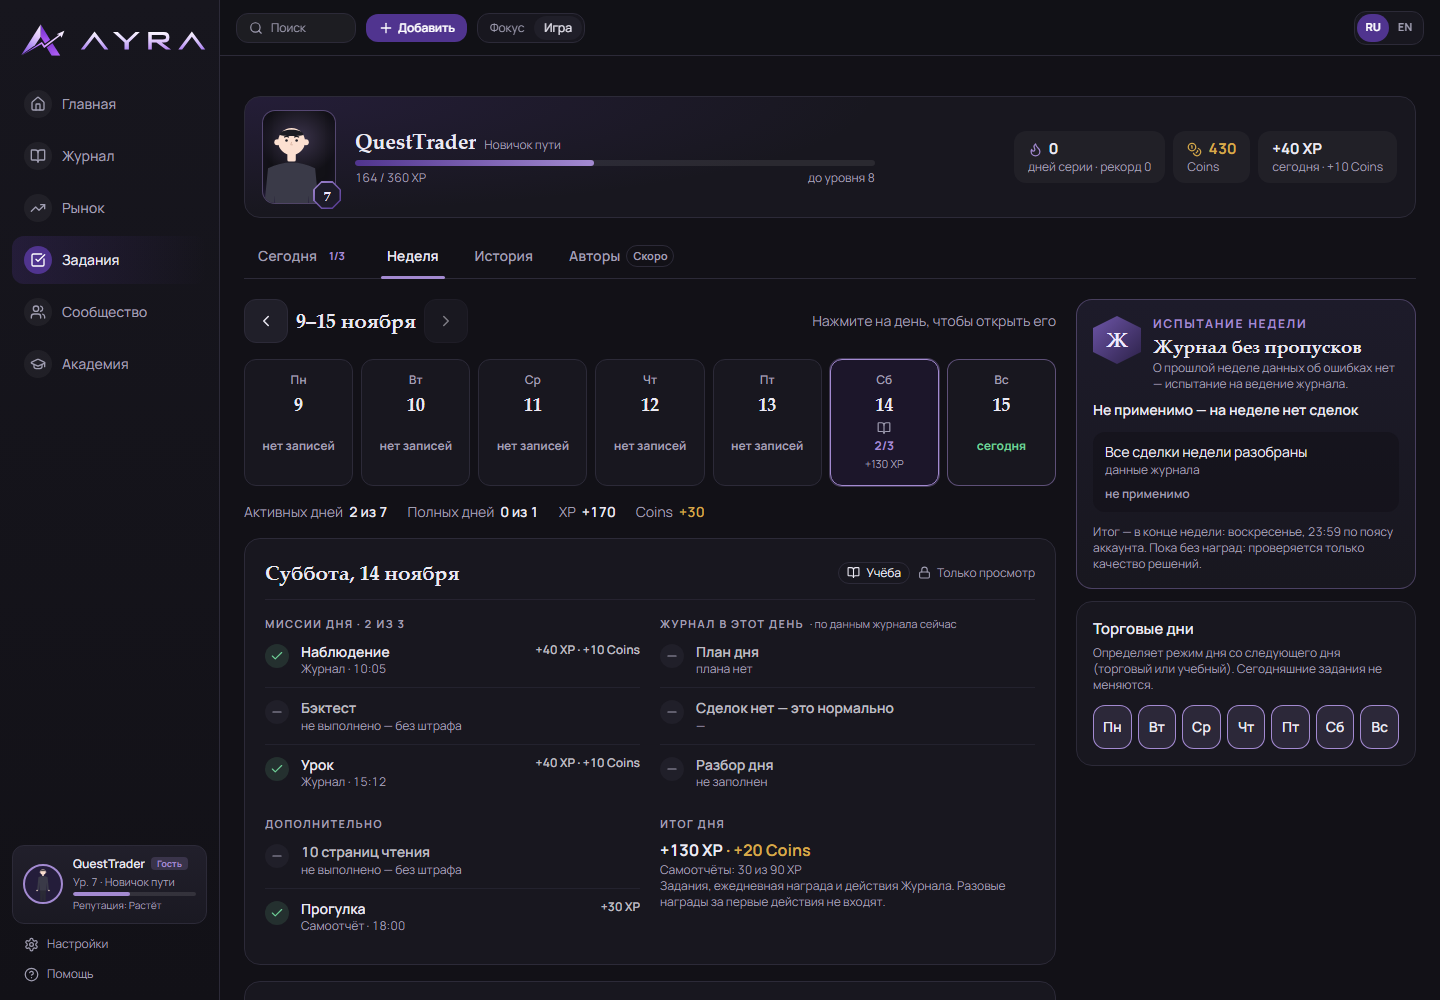 AYRA
Поиск
Добавить
Фокус
Игра
RU
EN
Главная
Журнал
Рынок
Задания
Сообщество
Академия
QuestTrader
Гость
Ур. 7 · Новичок пути
Репутация: Растёт
Настройки
Помощь
7
QuestTrader Новичок пути
164 / 360 XP
до уровня 8
0
дней серии · рекорд 0
430
Coins
+40 XP
сегодня · +10 Coins
Сегодня 1/3
Неделя
История
Авторы Скоро
9–15 ноября
Нажмите на день, чтобы открыть его
Пн
9
нет записей
Вт
10
нет записей
Ср
11
нет записей
Чт
12
нет записей
Пт
13
нет записей
Сб
14
2/3
+130 XP
Вс
15
сегодня
Активных дней 2 из 7
Полных дней 0 из 1
XP +170
Coins +30
Суббота, 14 ноября
Учёба
Только просмотр
МИССИИ ДНЯ · 2 ИЗ 3
Наблюдение
+40 XP · +10 Coins
Журнал · 10:05
Бэктест
не выполнено — без штрафа
Урок
+40 XP · +10 Coins
Журнал · 15:12
ДОПОЛНИТЕЛЬНО
10 страниц чтения
не выполнено — без штрафа
Прогулка
+30 XP
Самоотчёт · 18:00
ЖУРНАЛ В ЭТОТ ДЕНЬ · по данным журнала сейчас
План дня
плана нет
Сделок нет — это нормально
—
Разбор дня
не заполнен
ИТОГ ДНЯ
+130 XP · +20 Coins
Самоотчёты: 30 из 90 XP
Задания, ежедневная награда и действия Журнала. Разовые
награды за первые действия не входят.
Ж
ИСПЫТАНИЕ НЕДЕЛИ
Журнал без пропусков
О прошлой неделе данных об ошибках нет
— испытание на ведение журнала.
Не применимо — на неделе нет сделок
Все сделки недели разобраны
данные журнала
не применимо
Итог — в конце недели: воскресенье, 23:59 по поясу
аккаунта. Пока без наград: проверяется только
качество решений.
Торговые дни
Определяет режим дня со следующего дня
(торговый или учебный). Сегодняшние задания не
меняются.
Пн
Вт
Ср
Чт
Пт
Сб
Вс